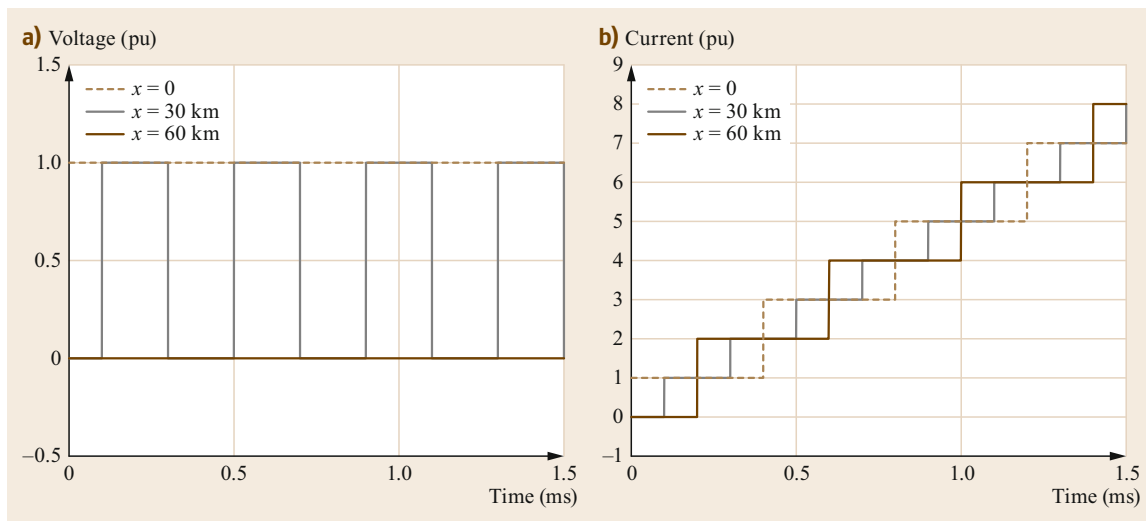 a) Voltage (pu)
1.5
1.0
0.5
0
–0.5
x = 0
x = 30 km
x = 60 km
0
0.5
1.0
1.5
Time (ms)
b) Current (pu)
9
8
7
6
5
4
3
2
1
0
–1
x = 0
x = 30 km
x = 60 km
0
0.5
1.0
1.5
Time (ms)